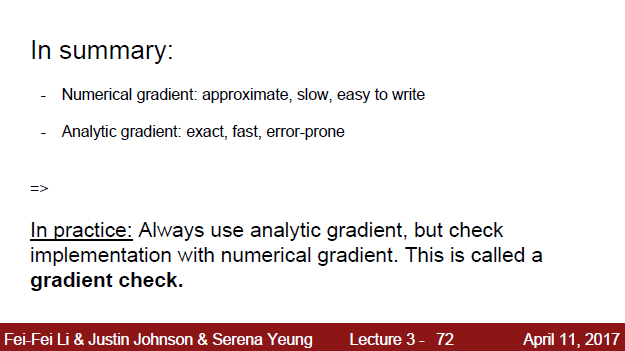 In summary:
- Numerical gradient: approximate, slow, easy to write
- Analytic gradient: exact, fast, error-prone
=>
In practice: Always use analytic gradient, but check
implementation with numerical gradient. This is called a
gradient check.
Fei-Fei Li & Justin Johnson & Serena Yeung Lecture 3 - 72 April 11, 2017